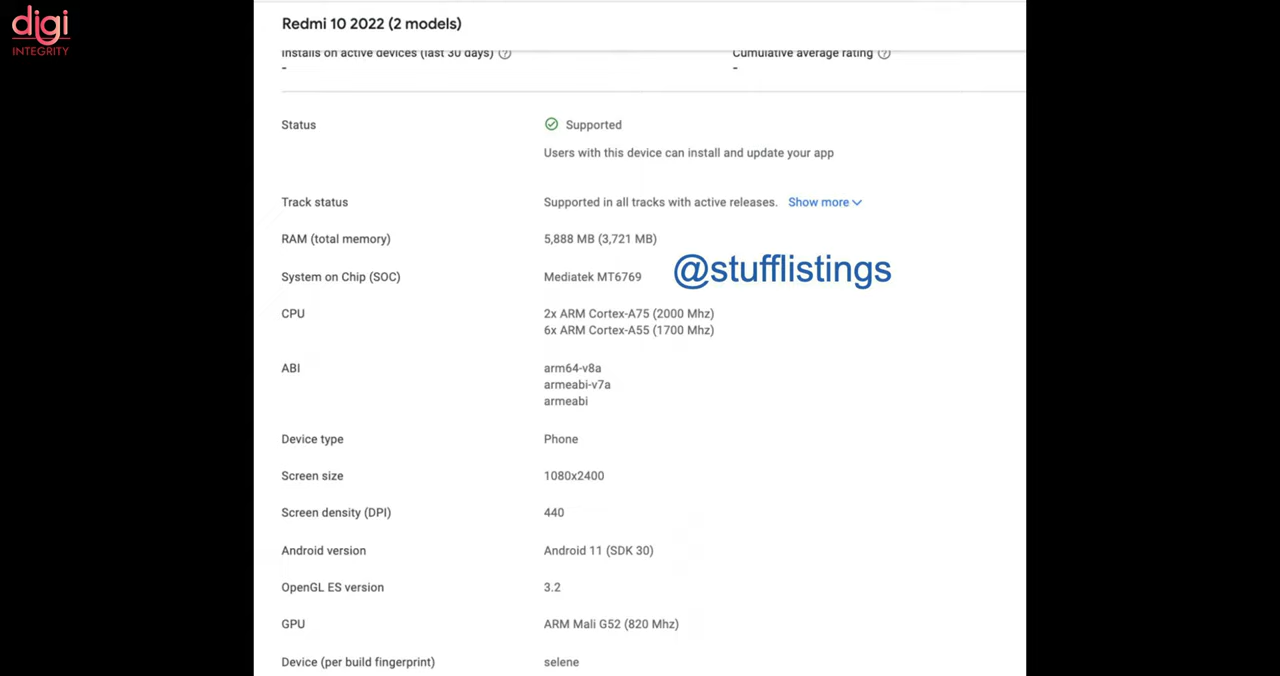 digi
INTEGRITY
Redmi 10 2022 (2 models)
Installs on active devices (last 30 days) ?
Cumulative average rating ?
-
-
Status
Supported
Users with this device can install and update your app
Track status
Supported in all tracks with active releases. Show more
RAM (total memory)
5,888 MB (3,721 MB)
@stufflistings
System on Chip (SOC)
Mediatek MT6769
CPU
2x ARM Cortex-A75 (2000 Mhz)
6x ARM Cortex-A55 (1700 Mhz)
ABI
arm64-v8a
armeabi-v7a
armeabi
Device type
Phone
Screen size
1080x2400
Screen density (DPI)
440
Android version
Android 11 (SDK 30)
OpenGL ES version
3.2
GPU
ARM Mali G52 (820 Mhz)
Device (per build fingerprint)
selene